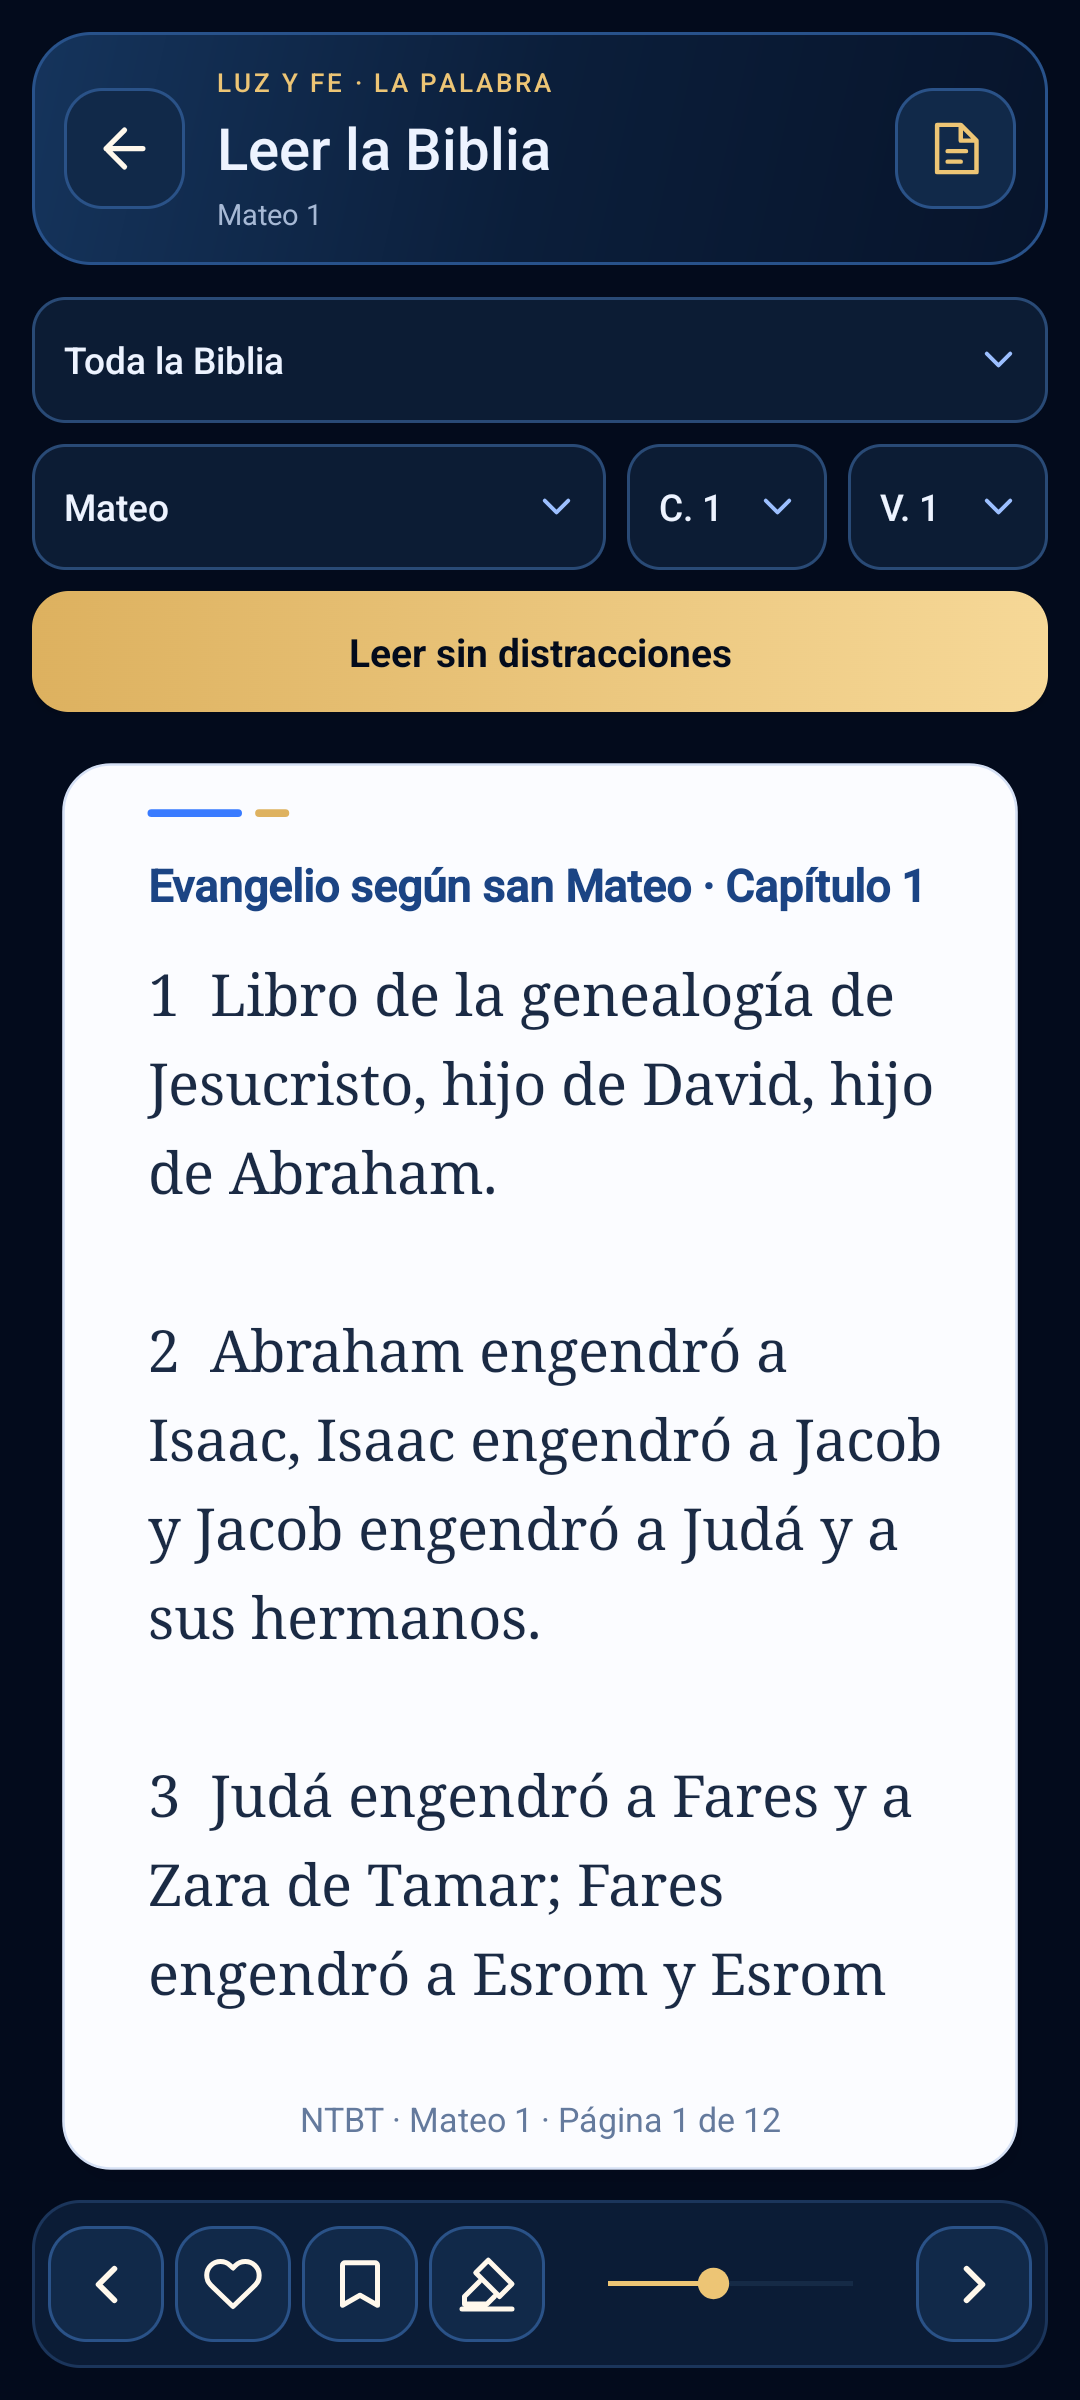 LUZ Y FE · LA PALABRA
Leer la Biblia
Mateo 1
Toda la Biblia
Mateo
C. 1
V. 1
Leer sin distracciones
Evangelio según san Mateo · Capítulo 1
1 Libro de la genealogía de
Jesucristo, hijo de David, hijo
de Abraham.
2 Abraham engendró a
Isaac, Isaac engendró a Jacob
y Jacob engendró a Judá y a
sus hermanos.
3 Judá engendró a Fares y a
Zara de Tamar; Fares
engendró a Esrom y Esrom
NTBT · Mateo 1 · Página 1 de 12